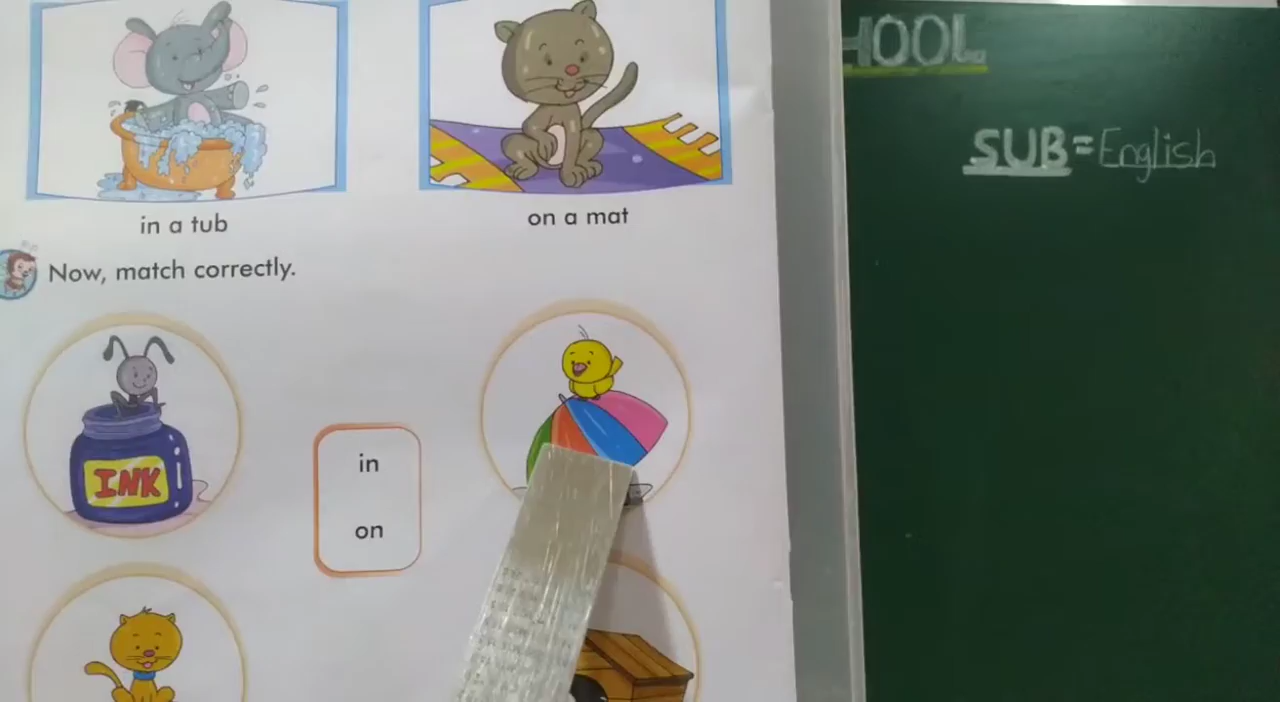 HOOL
SUB = English
in a tub
on a mat
Now, match correctly.
INK
in
on